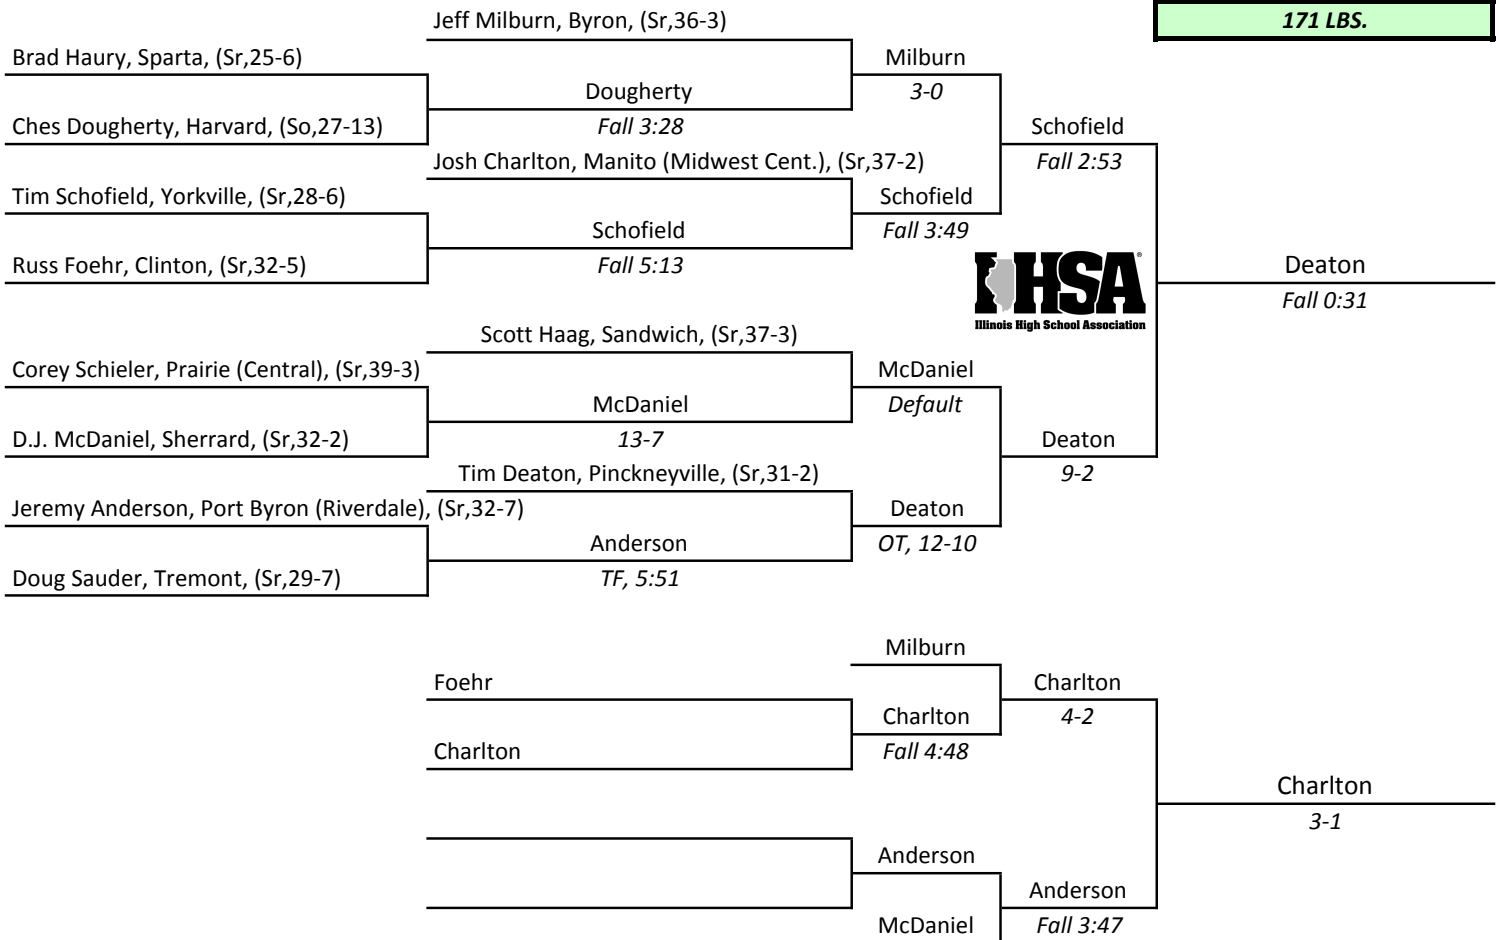 Jeff Milburn, Byron, (Sr,36-3)
171 LBS.
Brad Haury, Sparta, (Sr,25-6)
Milburn
Dougherty
3-0
Ches Dougherty, Harvard, (So,27-13)
Fall 3:28
Schofield
Josh Charlton, Manito (Midwest Cent.), (Sr,37-2)
Fall 2:53
Tim Schofield, Yorkville, (Sr,28-6)
Schofield
Schofield
Fall 3:49
Russ Foehr, Clinton, (Sr,32-5)
Fall 5:13
IHSA®
Deaton
Fall 0:31
Illinois High School Association
Scott Haag, Sandwich, (Sr,37-3)
Corey Schieler, Prairie (Central), (Sr,39-3)
McDaniel
McDaniel
Default
D.J. McDaniel, Sherrard, (Sr,32-2)
13-7
Deaton
Tim Deaton, Pinckneyville, (Sr,31-2)
9-2
Jeremy Anderson, Port Byron (Riverdale), (Sr,32-7)
Deaton
Anderson
OT, 12-10
Doug Sauder, Tremont, (Sr,29-7)
TF, 5:51
Milburn
Foehr
Charlton
Charlton
4-2
Charlton
Fall 4:48
Charlton
3-1
Anderson
Anderson
McDaniel
Fall 3:47